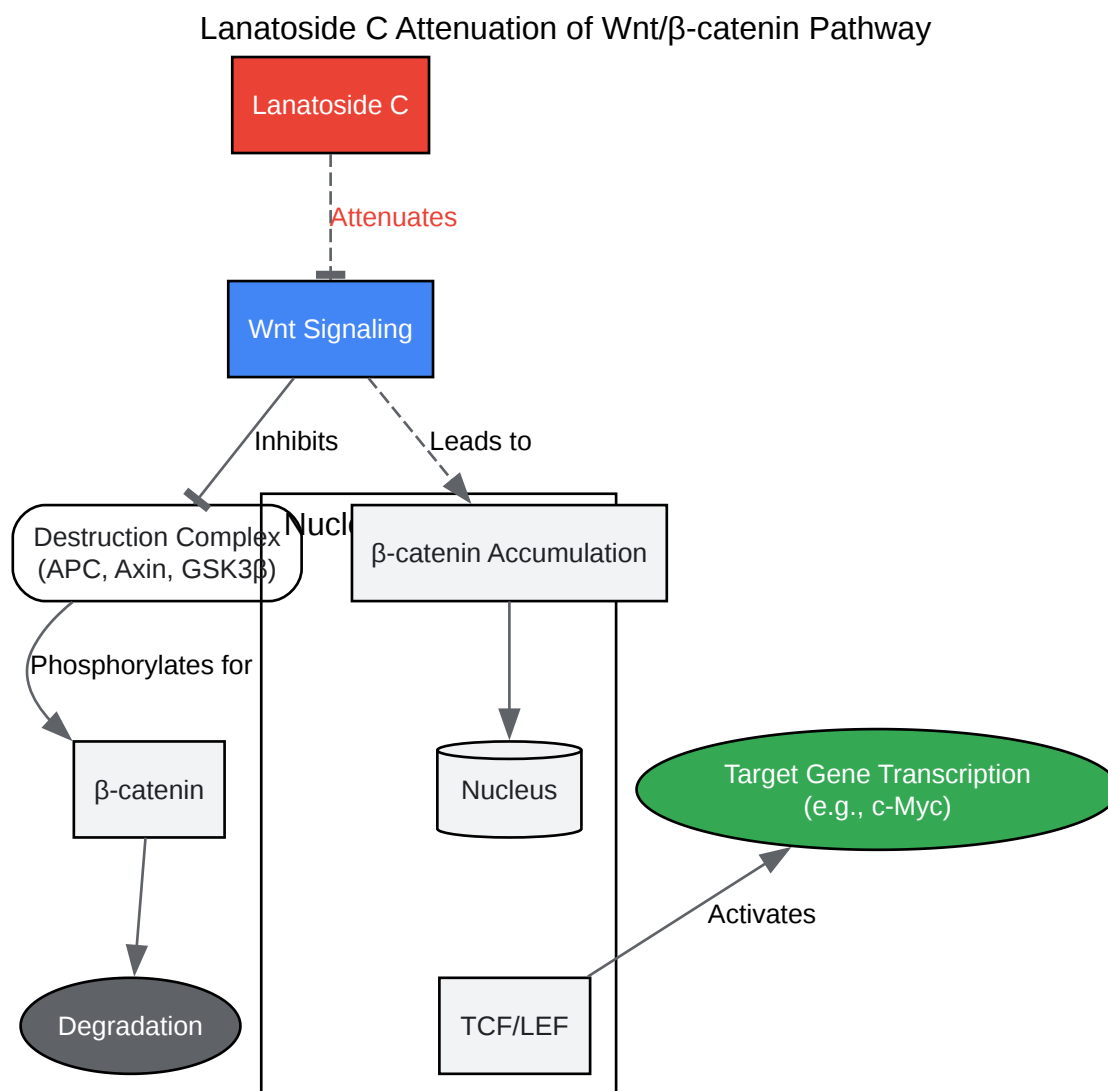 Lanatoside C Attenuation of Wnt/β-catenin Pathway
Lanatoside C
Attenuates
Wnt Signaling
Inhibits
Leads to
Destruction Complex
(APC, Axin, GSK3β)
β-catenin Accumulation
Phosphorylates for
β-catenin
Nucleus
Target Gene Transcription
(e.g., c-Myc)
Activates
Degradation
TCF/LEF